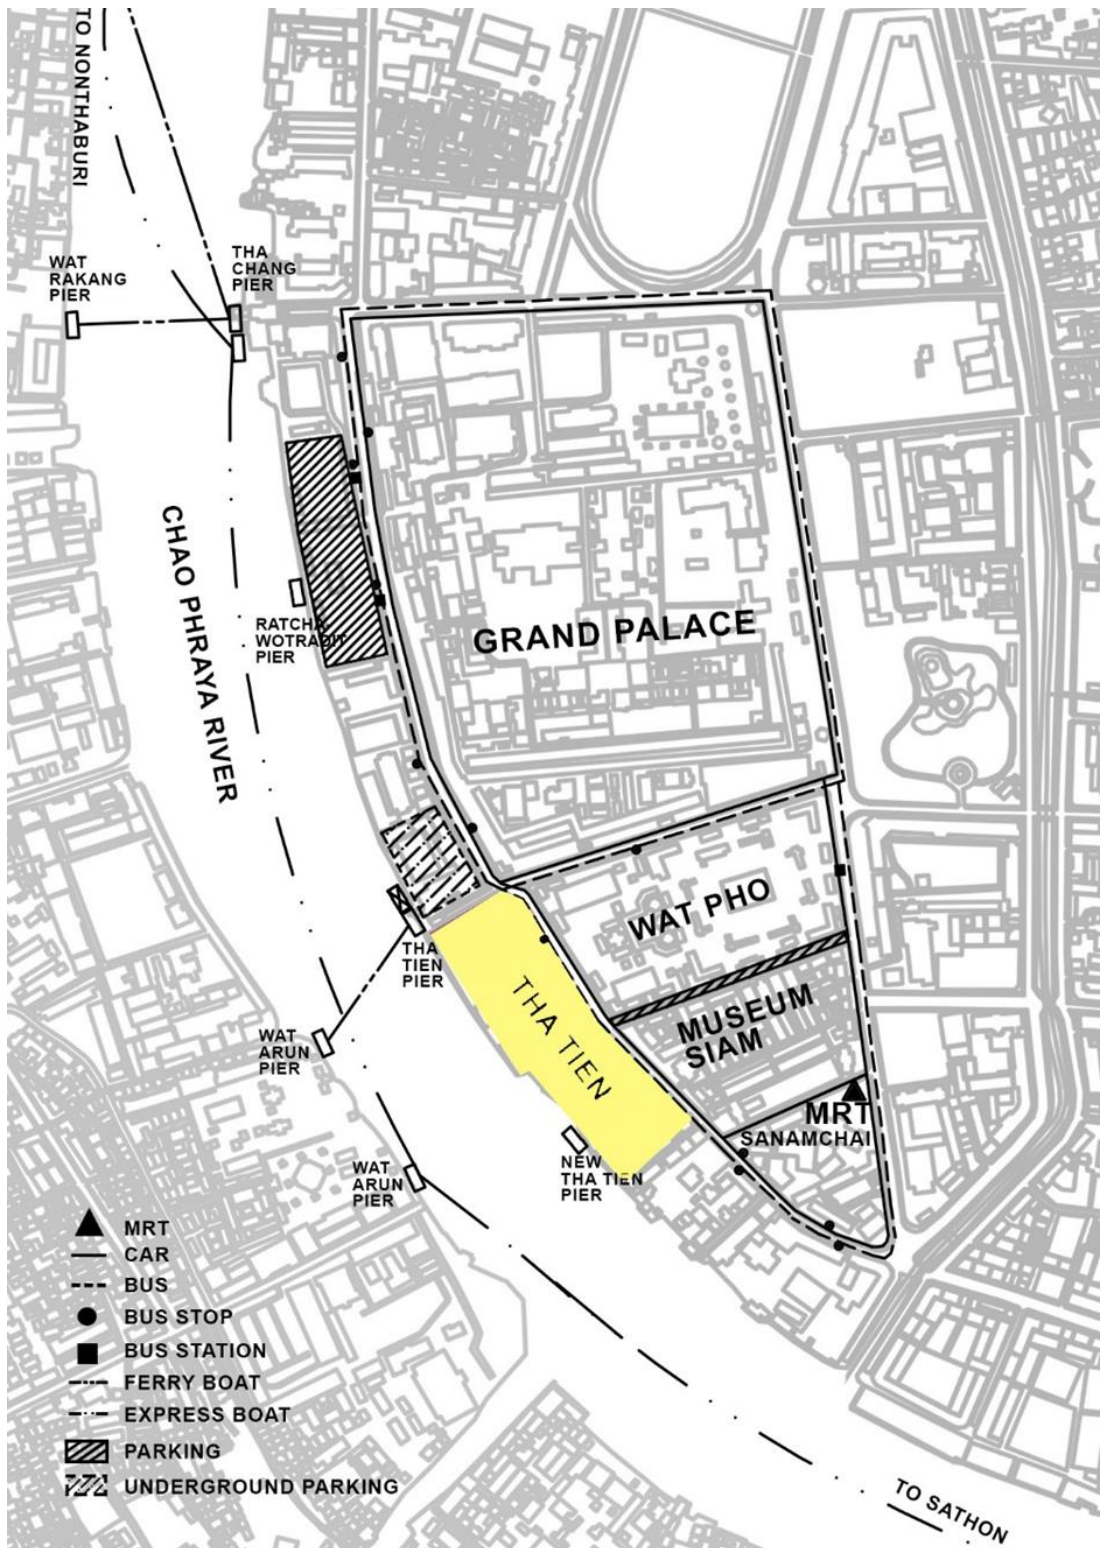 TO NONTHABURI
WAT
RAKANG
PIER
THA
CHANG
PIER
CHAO PHRAYA RIVER
RATCHA
WOTRADIT
PIER
GRAND PALACE
WAT PHO
THA
TIEN
PIER
THA TIEN
MUSEUM
SIAM
WAT
ARUN
PIER
MRT
SANAMCHAI
WAT
ARUN
PIER
NEW
THA TIEN
PIER
MRT
CAR
BUS
BUS STOP
BUS STATION
FERRY BOAT
EXPRESS BOAT
PARKING
UNDERGROUND PARKING
TO SATHON